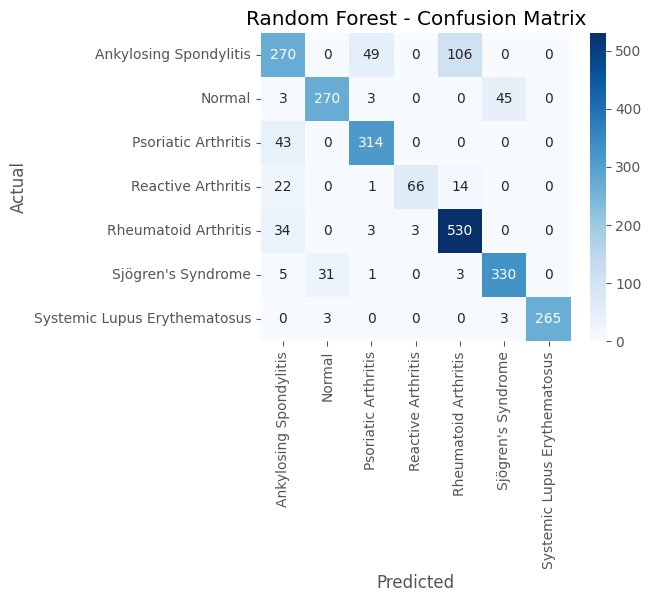 Random Forest - Confusion Matrix
Ankylosing Spondylitis 270 0 49 0 106 0 0
Normal 3 270 3 0 0 45 0
Psoriatic Arthritis 43 0 314 0 0 0 0
Reactive Arthritis 22 0 1 66 14 0 0
Rheumatoid Arthritis 34 0 3 3 530 0 0
Sjögren's Syndrome 5 31 1 0 3 330 0
Systemic Lupus Erythematosus 0 3 0 0 0 3 265
Actual
500
400
300
200
100
0
Ankylosing Spondylitis
Normal
Psoriatic Arthritis
Reactive Arthritis
Rheumatoid Arthritis
Sjögren's Syndrome
Systemic Lupus Erythematosus
Predicted